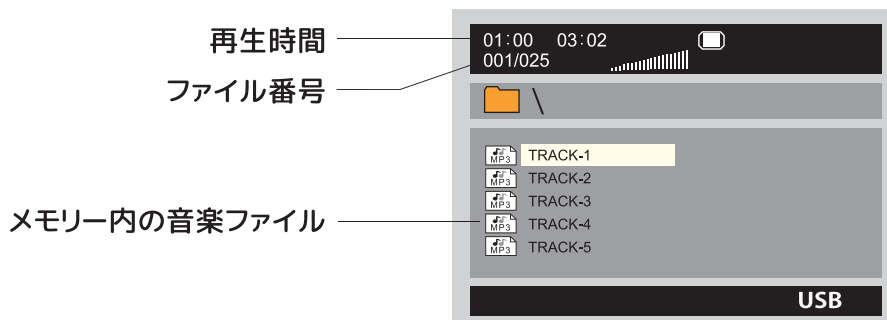 再生時間
ファイル番号
メモリー内の音楽ファイル
01:00 03:02
001/025
\
MP3 TRACK-1
MP3 TRACK-2
MP3 TRACK-3
MP3 TRACK-4
MP3 TRACK-5
USB